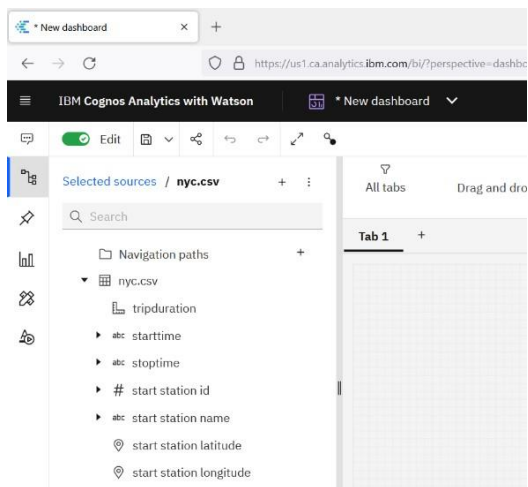 * New dashboard
https://us1.ca.analytics.ibm.com/bi/?perspective=dashbo
IBM Cognos Analytics with Watson
* New dashboard
Edit
Selected sources / nyc.csv
All tabs
Drag and dro
Search
Tab 1
Navigation paths
nyc.csv
tripduration
abc starttime
abc stoptime
# start station id
abc start station name
start station latitude
start station longitude